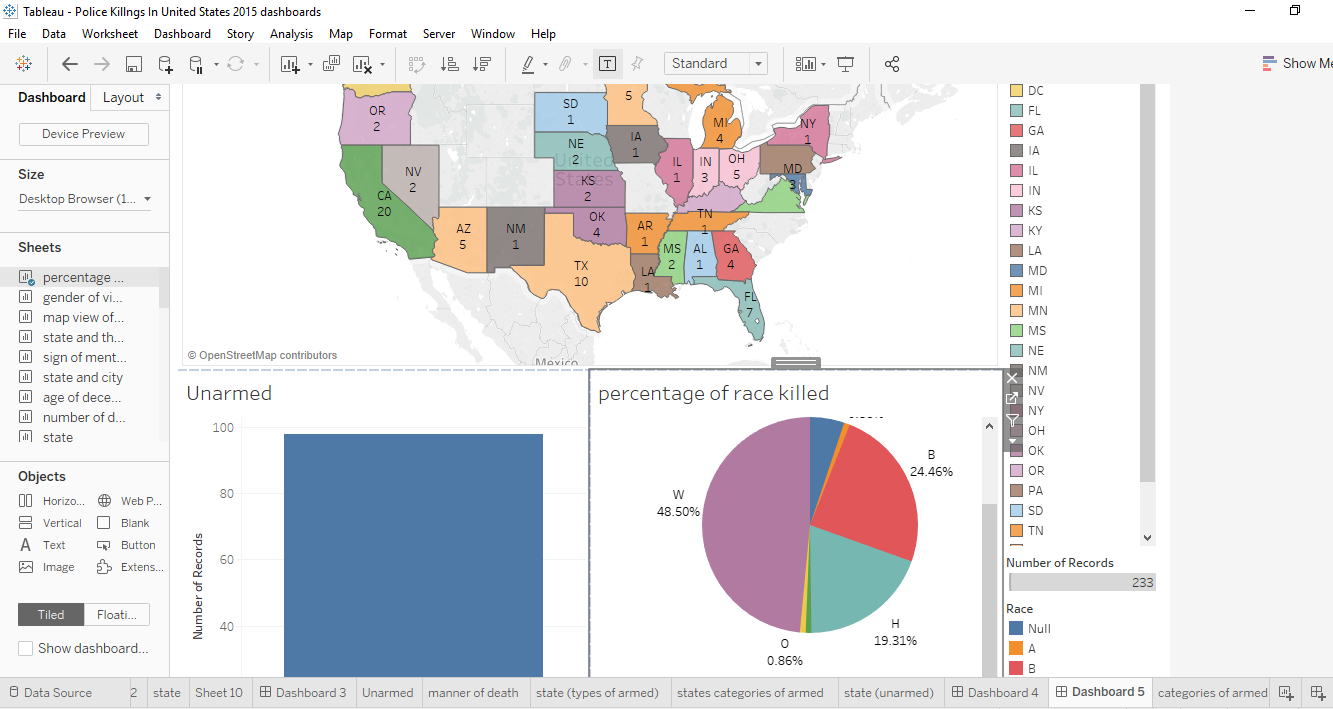 Tableau - Police Killngs In United States 2015 dashboards
File Data Worksheet Dashboard Story Analysis Map Format Server Window Help
Standard
Show Me
Dashboard Layout
Device Preview
Size
Desktop Browser (1...
Sheets
percentage ...
gender of vi...
map view of...
state and th...
sign of ment...
state and city
age of dece...
number of d...
state
Objects
Horizo... Web P...
Vertical Blank
Text Button
Image Extens...
Tiled Floati...
Show dashboard...
OR
2
SD
1
5
MI
4
NY
1
IA
1
NE
2
United
States
NV
2
IL
1
IN
3
OH
5
MD
3
CA
20
KS
2
OK
4
TN
1
AZ
5
NM
1
AR
1
MS
2
AL
1
GA
4
TX
10
LA
1
FL
7
© OpenStreetMap contributors
Mexico
Unarmed
100
80
60
40
Number of Records
percentage of race killed
B
24.46%
W
48.50%
H
19.31%
O
0.86%
DC
FL
GA
IA
IL
IN
KS
KY
LA
MD
MI
MN
MS
NE
NM
NV
NY
OH
OK
OR
PA
SD
TN
Number of Records
233
Race
Null
A
B
Data Source 2 state Sheet 10 Dashboard 3 Unarmed manner of death state (types of armed) states categories of armed state (unarmed) Dashboard 4 Dashboard 5 categories of armed